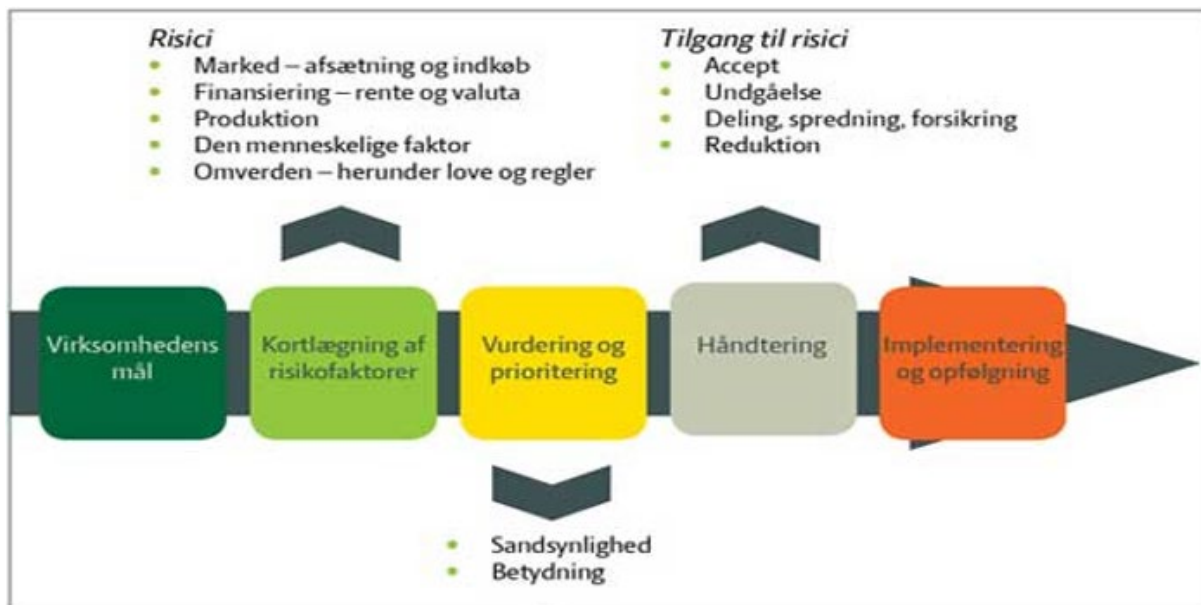 Risici
• Marked – afsætning og indkøb
• Finansiering – rente og valuta
• Produktion
• Den menneskelige faktor
• Omverden – herunder love og regler
Tilgang til risici
• Accept
• Undgåelse
• Deling, spredning, forsikring
• Reduktion
Virksomhedens
mål
Kortlægning af
risikofaktorer
Vurdering og
prioritering
Håndtering
Implementering
og opfølgning
• Sandsynlighed
• Betydning